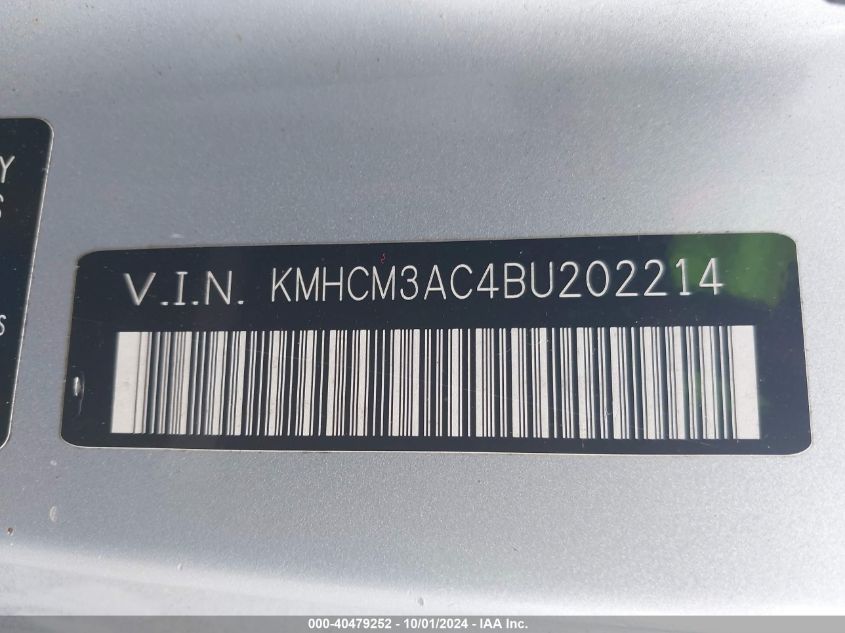 Y
S
V.I.N. KMHCM3AC4BU202214
000-40479252 - 10/01/2024 - IAA Inc.